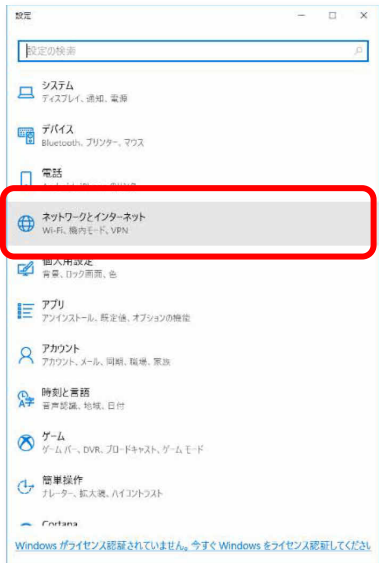 設定
設定の検索
システム
ディスプレイ、通知、電源
デバイス
Bluetooth、プリンター、マウス
電話
ネットワークとインターネット
Wi-Fi、機内モード、VPN
個人用設定
背景、ロック画面、色
アプリ
アンインストール、既定値、オプションの機能
アカウント
アカウント、メール、同期、職場、家族
時刻と言語
音声認識、地域、日付
ゲーム
ゲーム バー、DVR、ブロードキャスト、ゲーム モード
簡単操作
ナレーター、拡大鏡、ハイコントラスト
Cortana
Windows がライセンス認証されていません。今すぐ Windows をライセンス認証してくださ